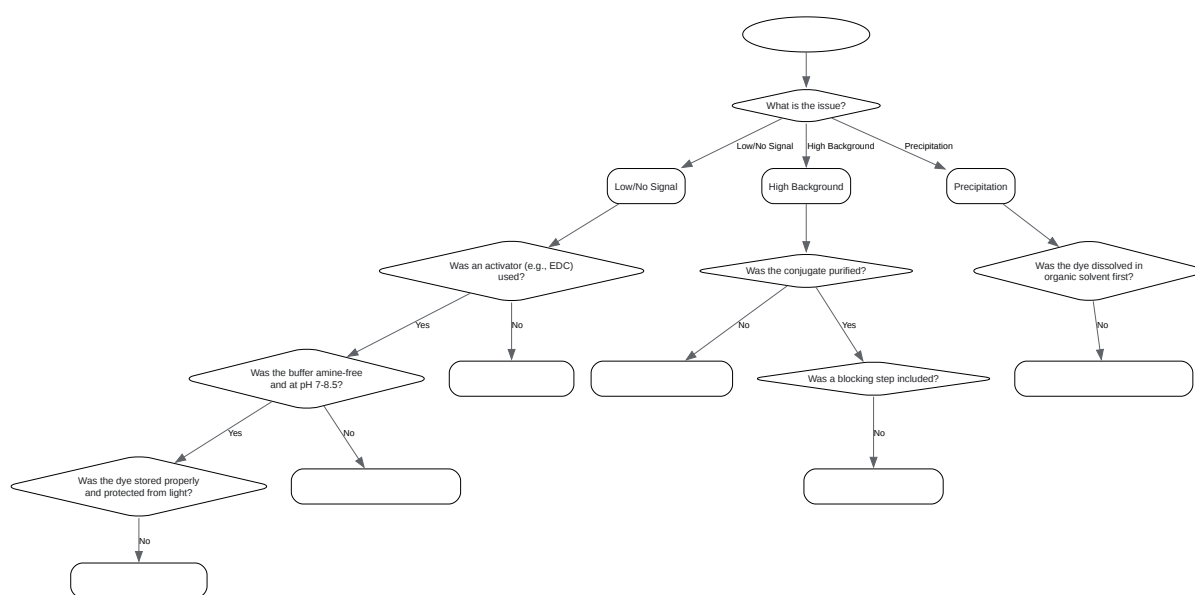 What is the issue?
Low/No Signal
High Background
Precipitation
Low/No Signal
High Background
Precipitation
Was an activator (e.g., EDC)
used?
Was the conjugate purified?
Was the dye dissolved in
organic solvent first?
Yes
No
No
Yes
No
Was the buffer amine-free
and at pH 7-8.5?
Was a blocking step included?
Yes
No
No
Was the dye stored properly
and protected from light?
No